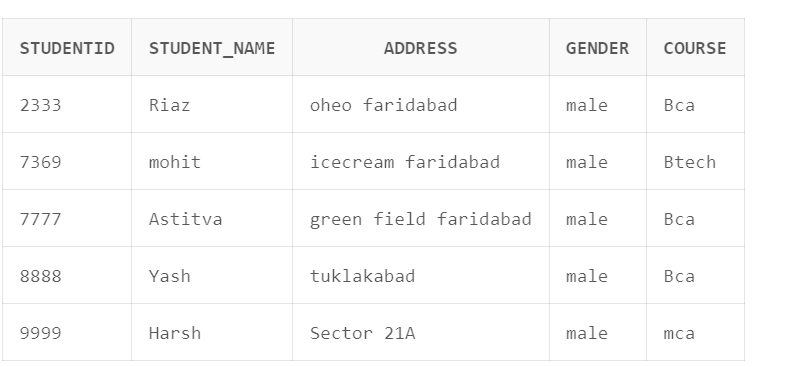 STUDENTID STUDENT_NAME ADDRESS GENDER COURSE
2333 Riaz oheo faridabad male Bca
7369 mohit icecream faridabad male Btech
7777 Astitva green field faridabad male Bca
8888 Yash tuklakabad male Bca
9999 Harsh Sector 21A male mca